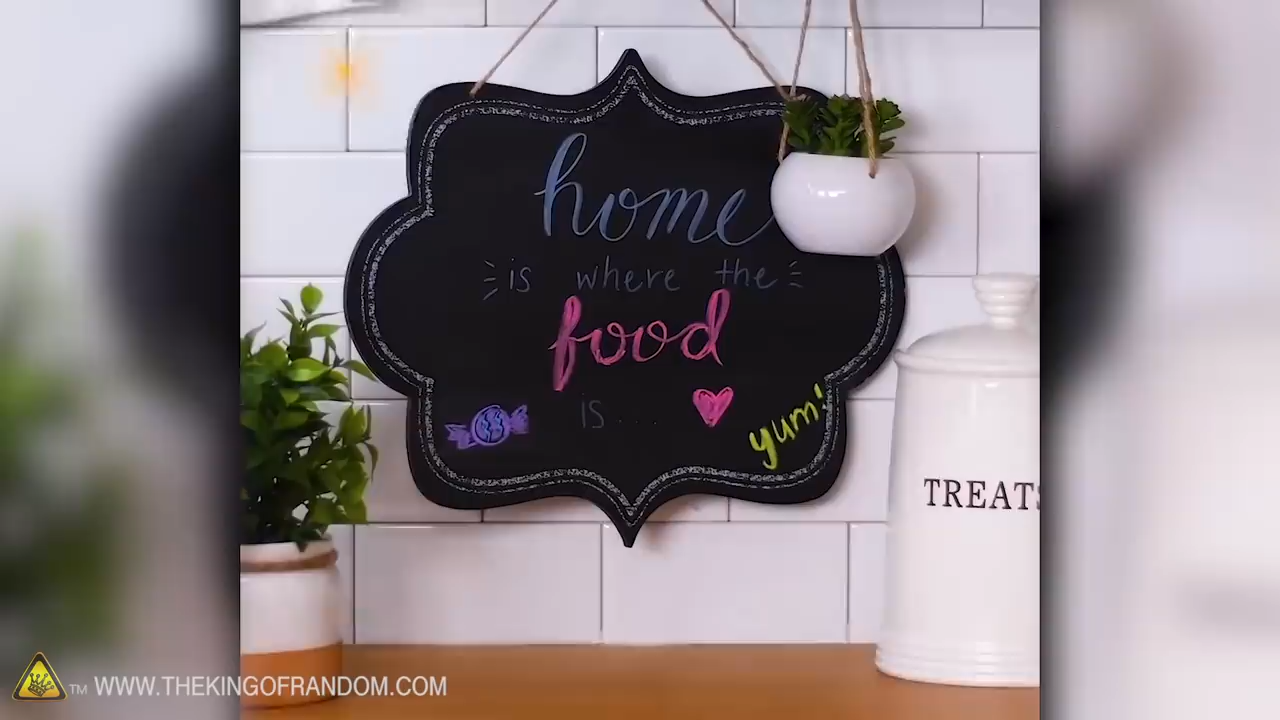 home
is where the
food
is...
yum!
TREATS
TM WWW.THEKINGOFRANDOM.COM